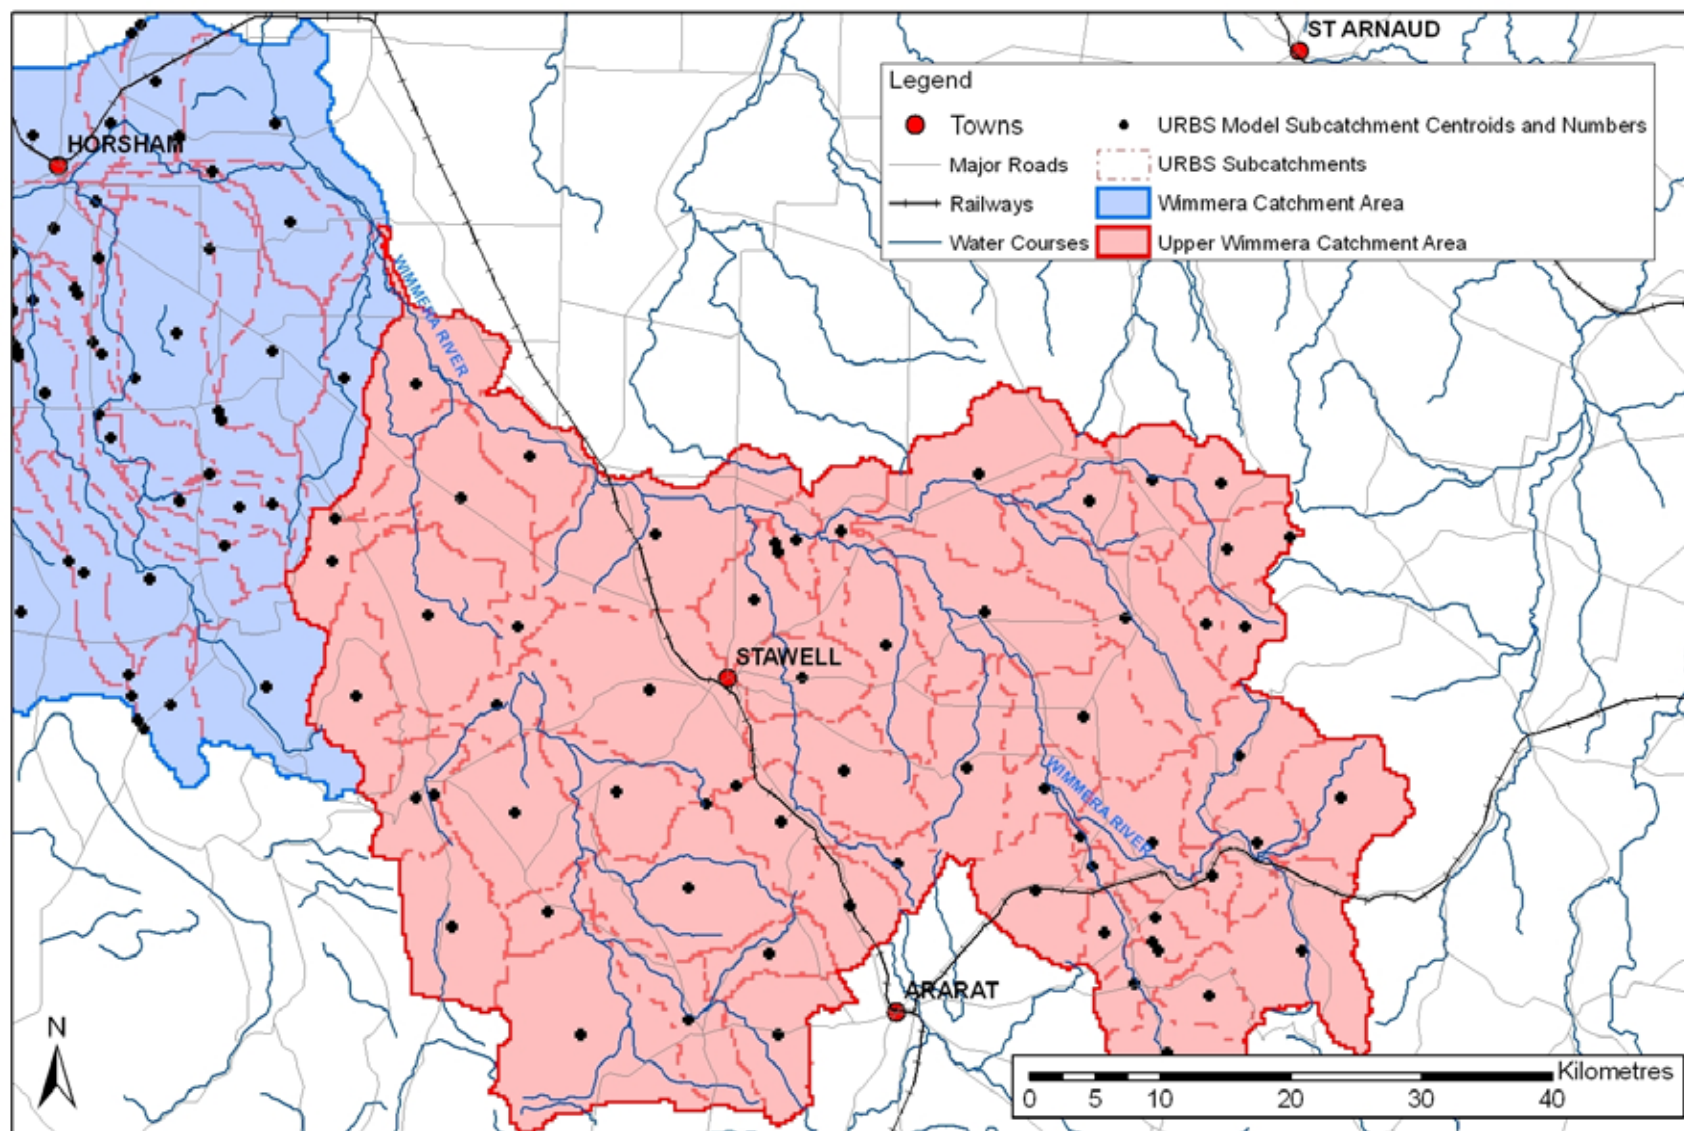 ST ARNAUD
Legend
Towns
URBS Model Subcatchment Centroids and Numbers
Major Roads
URBS Subcatchments
Railways
Wimmera Catchment Area
Water Courses
Upper Wimmera Catchment Area
HORSHAM
WIMMERA RIVER
STAWELL
WIMMERA RIVER
ARARAT
N
Kilometres
0 5 10 20 30 40